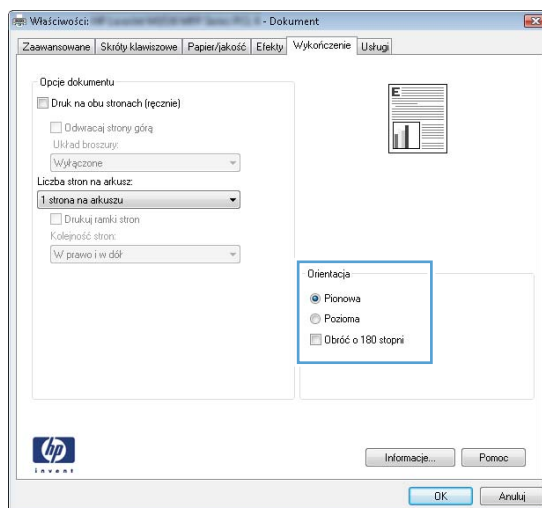 Właściwości: - Dokument
Zaawansowane Skróty klawiszowe Papier/jakość Efekty Wykończenie Usługi
Opcje dokumentu
Druk na obu stronach (ręcznie)
Odwracaj strony górą
Układ broszury:
Wyłączone
Liczba stron na arkusz:
1 strona na arkuszu
Drukuj ramki stron
Kolejność stron:
W prawo i w dół
E
Orientacja
Pionowa
Pozioma
Obróć o 180 stopni
hp
invent
Informacje... Pomoc
OK Anuluj